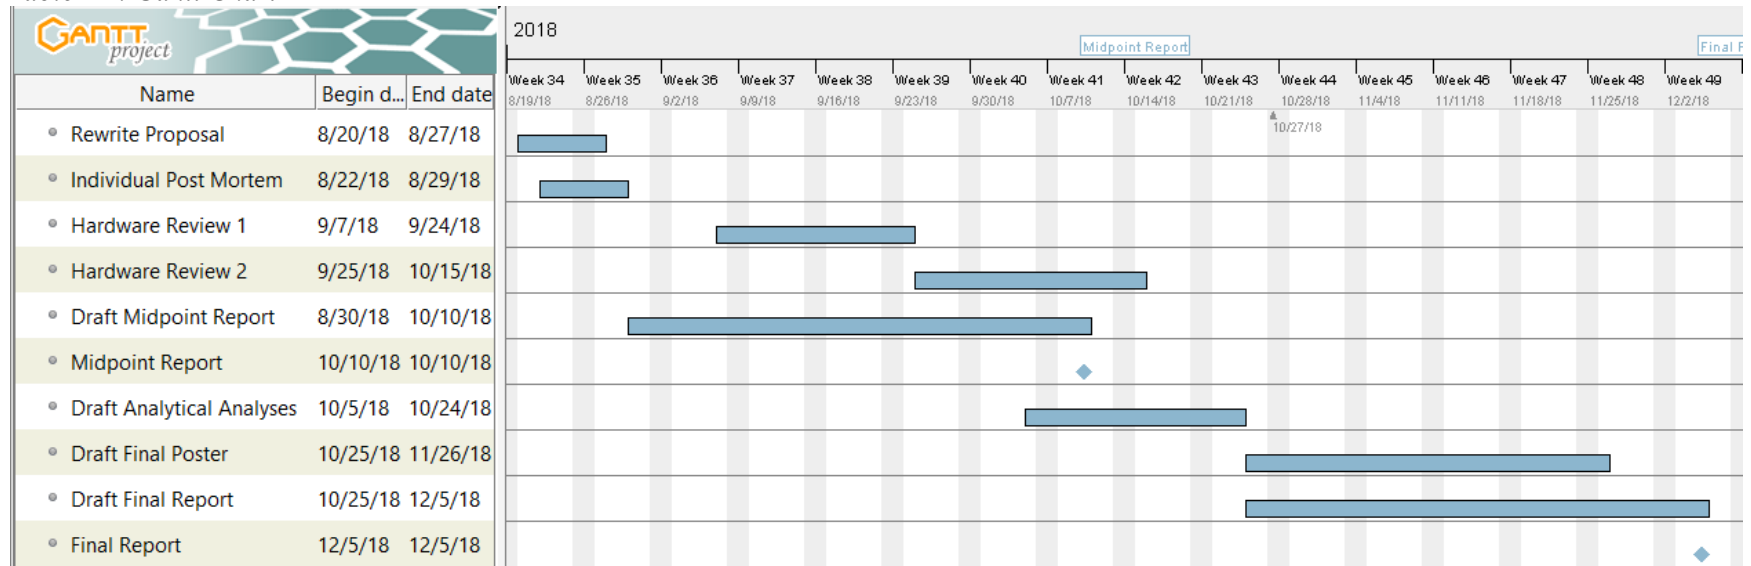 GANTT
project
2018
Midpoint Report
Final
Name Begin d... End date
Week 34 Week 35 Week 36 Week 37 Week 38 Week 39 Week 40 Week 41 Week 42 Week 43 Week 44 Week 45 Week 46 Week 47 Week 48 Week 49
8/19/18 8/26/18 9/2/18 9/9/18 9/16/18 9/23/18 9/30/18 10/7/18 10/14/18 10/21/18 10/28/18 11/4/18 11/11/18 11/18/18 11/25/18 12/2/18
10/27/18
Rewrite Proposal 8/20/18 8/27/18
Individual Post Mortem 8/22/18 8/29/18
Hardware Review 1 9/7/18 9/24/18
Hardware Review 2 9/25/18 10/15/18
Draft Midpoint Report 8/30/18 10/10/18
Midpoint Report 10/10/18 10/10/18
Draft Analytical Analyses 10/5/18 10/24/18
Draft Final Poster 10/25/18 11/26/18
Draft Final Report 10/25/18 12/5/18
Final Report 12/5/18 12/5/18